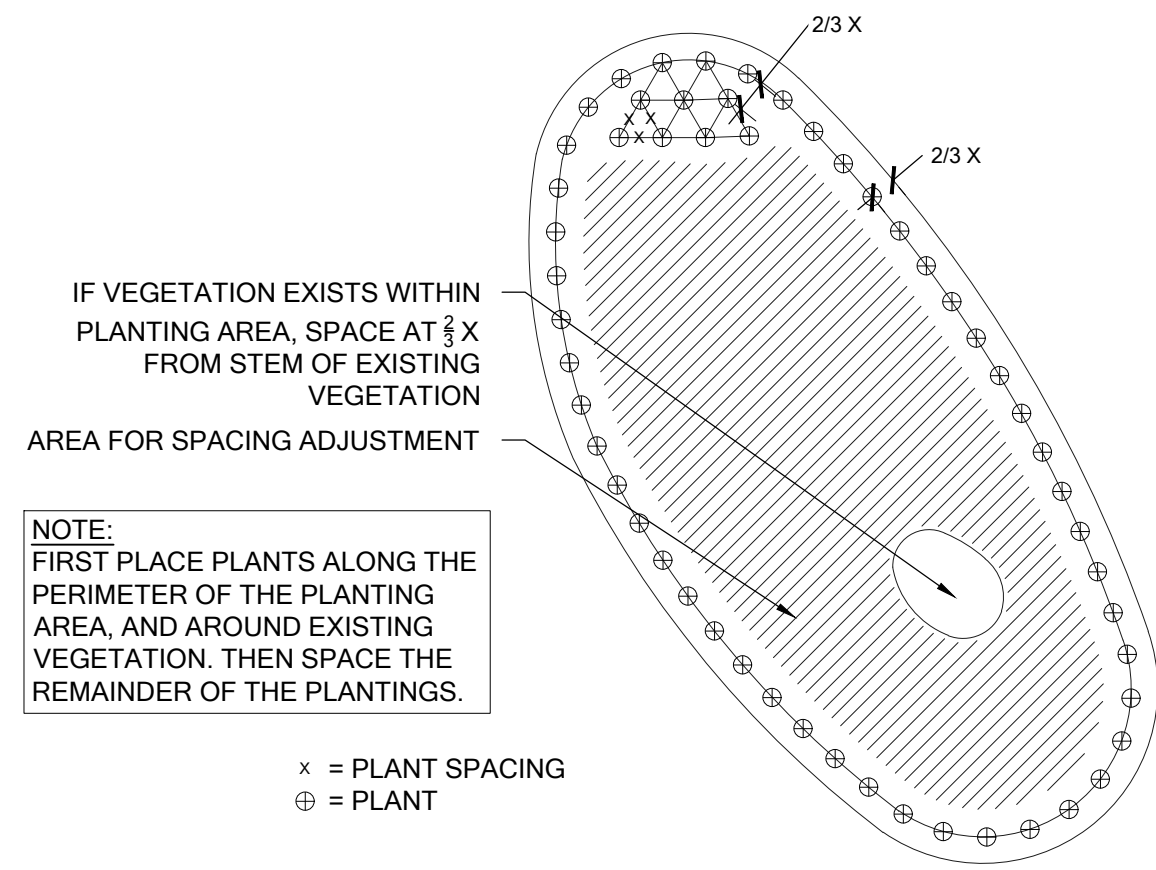 2/3 X
2/3 X
IF VEGETATION EXISTS WITHIN
PLANTING AREA, SPACE AT 2/3 X
FROM STEM OF EXISTING
VEGETATION
AREA FOR SPACING ADJUSTMENT
NOTE:
FIRST PLACE PLANTS ALONG THE
PERIMETER OF THE PLANTING
AREA, AND AROUND EXISTING
VEGETATION. THEN SPACE THE
REMAINDER OF THE PLANTINGS.
x x
x
x = PLANT SPACING
⊕ = PLANT